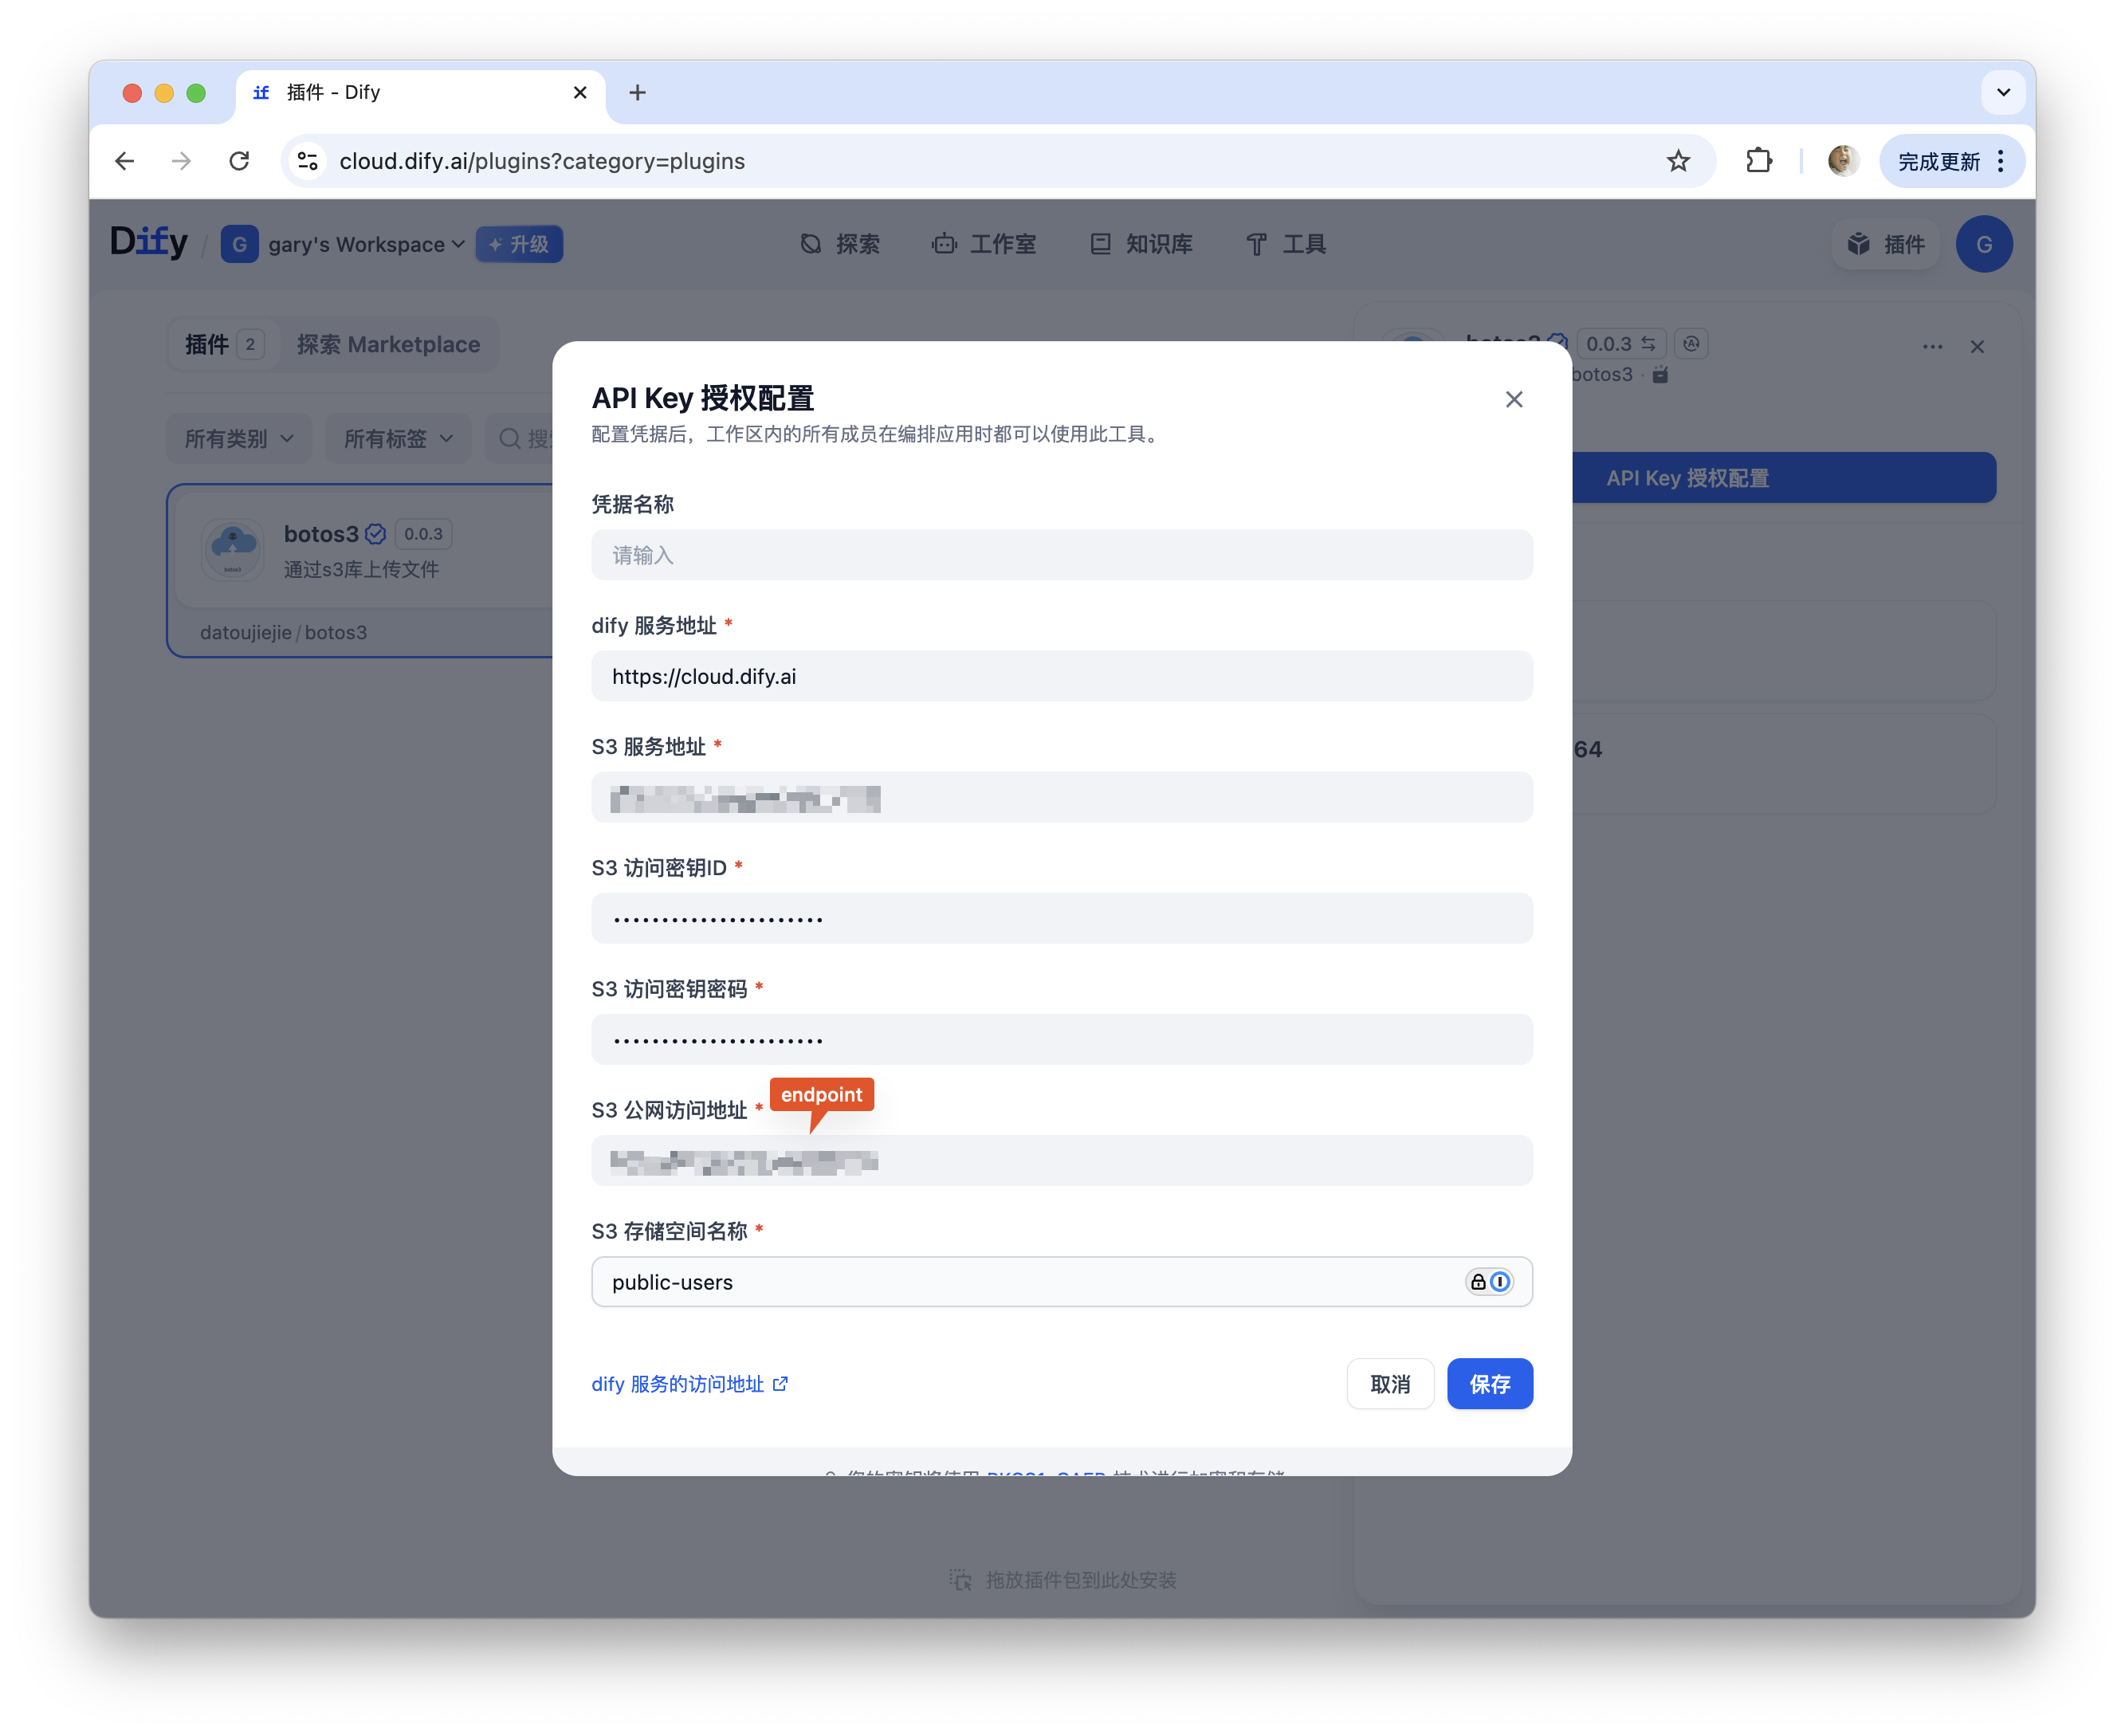 插件 - Dify
cloud.dify.ai/plugins?category=plugins
完成更新
Dify / G gary's Workspace 升级
探索
工作室
知识库
工具
插件
G
插件 2
探索 Marketplace
所有类别
所有标签
botos3 0.0.3
通过s3库上传文件
datoujiejie / botos3
0.0.3
botos3 ·
API Key 授权配置
64
API Key 授权配置
配置凭据后，工作区内的所有成员在编排应用时都可以使用此工具。
凭据名称
请输入
dify 服务地址 *
https://cloud.dify.ai
S3 服务地址 *
S3 访问密钥ID *
S3 访问密钥密码 *
endpoint
S3 公网访问地址 *
S3 存储空间名称 *
public-users
dify 服务的访问地址
取消
保存
拖放插件包到此处安装